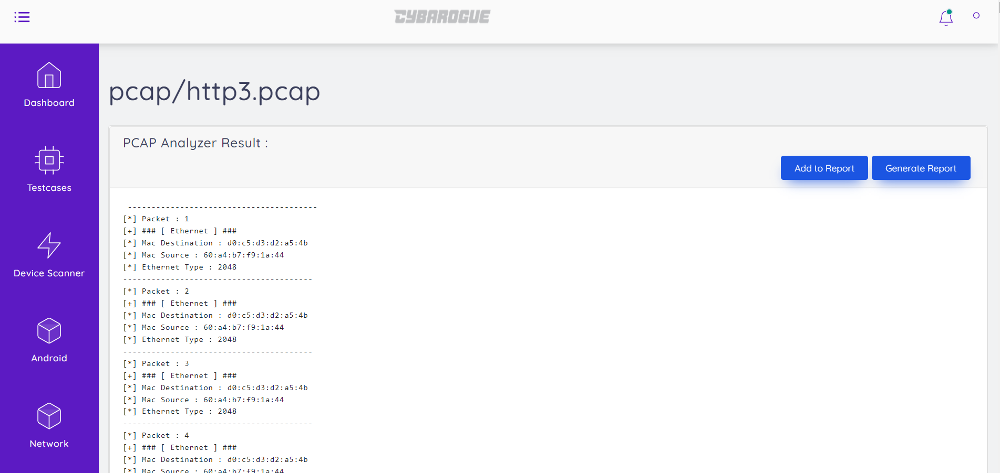 CYBAROGUE
Dashboard
Testcases
Device Scanner
Android
Network
pcap/http3.pcap
PCAP Analyzer Result :
Add to Report
Generate Report
----------------------------------------
[*] Packet : 1
[+] ### [ Ethernet ] ###
[*] Mac Destination : d0:c5:d3:d2:a5:4b
[*] Mac Source : 60:a4:b7:f9:1a:44
[*] Ethernet Type : 2048
----------------------------------------
[*] Packet : 2
[+] ### [ Ethernet ] ###
[*] Mac Destination : d0:c5:d3:d2:a5:4b
[*] Mac Source : 60:a4:b7:f9:1a:44
[*] Ethernet Type : 2048
----------------------------------------
[*] Packet : 3
[+] ### [ Ethernet ] ###
[*] Mac Destination : d0:c5:d3:d2:a5:4b
[*] Mac Source : 60:a4:b7:f9:1a:44
[*] Ethernet Type : 2048
----------------------------------------
[*] Packet : 4
[+] ### [ Ethernet ] ###
[*] Mac Destination : d0:c5:d3:d2:a5:4b
[*] Mac Source : 60:a4:b7:f9:1a:44